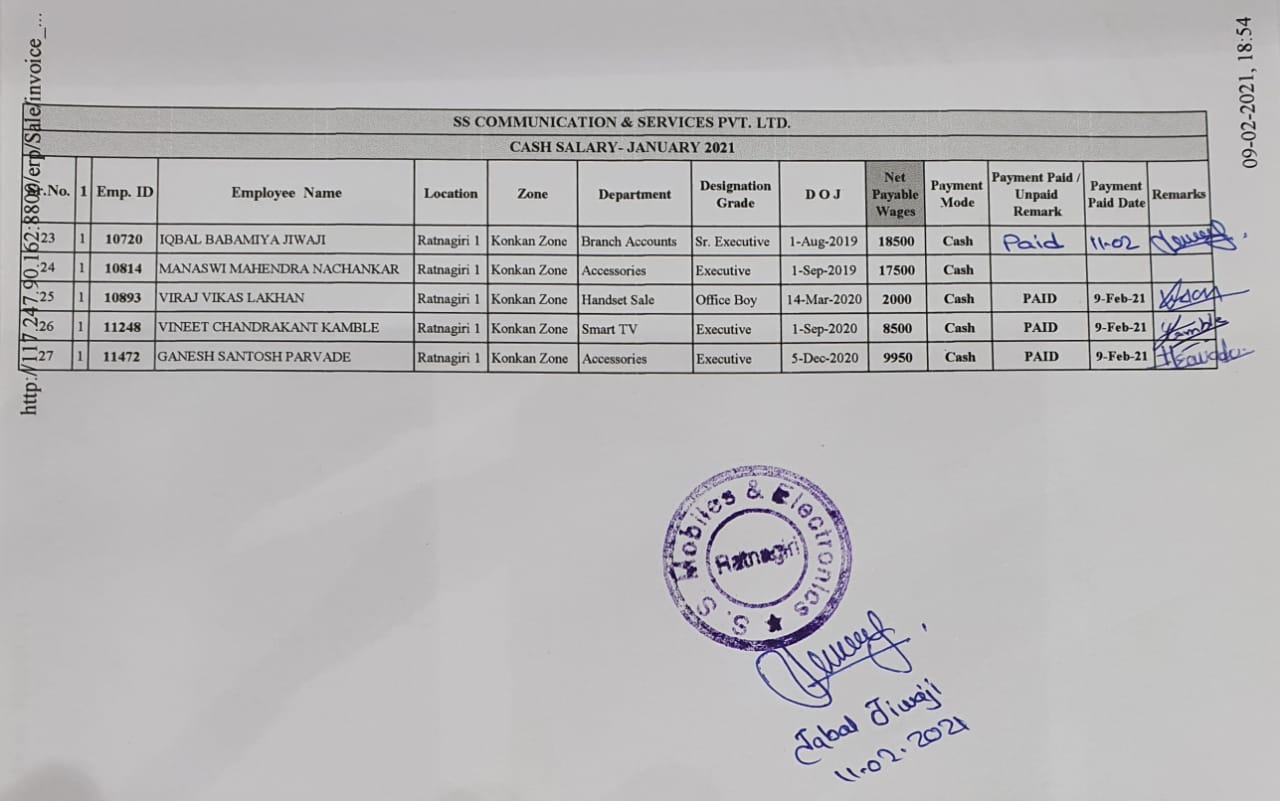 http://117.247.90.162:8800/erp/Sale/invoice_...
09-02-2021, 18:54
SS COMMUNICATION & SERVICES PVT. LTD.
CASH SALARY- JANUARY 2021
r.No. 1 Emp. ID Employee Name Location Zone Department Designation Grade D O J Net Payable Wages Payment Mode Payment Paid / Unpaid Remark Payment Paid Date Remarks
23 1 10720 IQBAL BABAMIYA JIWAJI Ratnagiri 1 Konkan Zone Branch Accounts Sr. Executive 1-Aug-2019 18500 Cash Paid 11-02
24 1 10814 MANASWI MAHENDRA NACHANKAR Ratnagiri 1 Konkan Zone Accessories Executive 1-Sep-2019 17500 Cash
25 1 10893 VIRAJ VIKAS LAKHAN Ratnagiri 1 Konkan Zone Handset Sale Office Boy 14-Mar-2020 2000 Cash PAID 9-Feb-21
26 1 11248 VINEET CHANDRAKANT KAMBLE Ratnagiri 1 Konkan Zone Smart TV Executive 1-Sep-2020 8500 Cash PAID 9-Feb-21 Kamble
27 1 11472 GANESH SANTOSH PARVADE Ratnagiri 1 Konkan Zone Accessories Executive 5-Dec-2020 9950 Cash PAID 9-Feb-21
S. S Mobiles & Electronics
Ratnagiri
Iqbal Jiwaji
11.02.2021